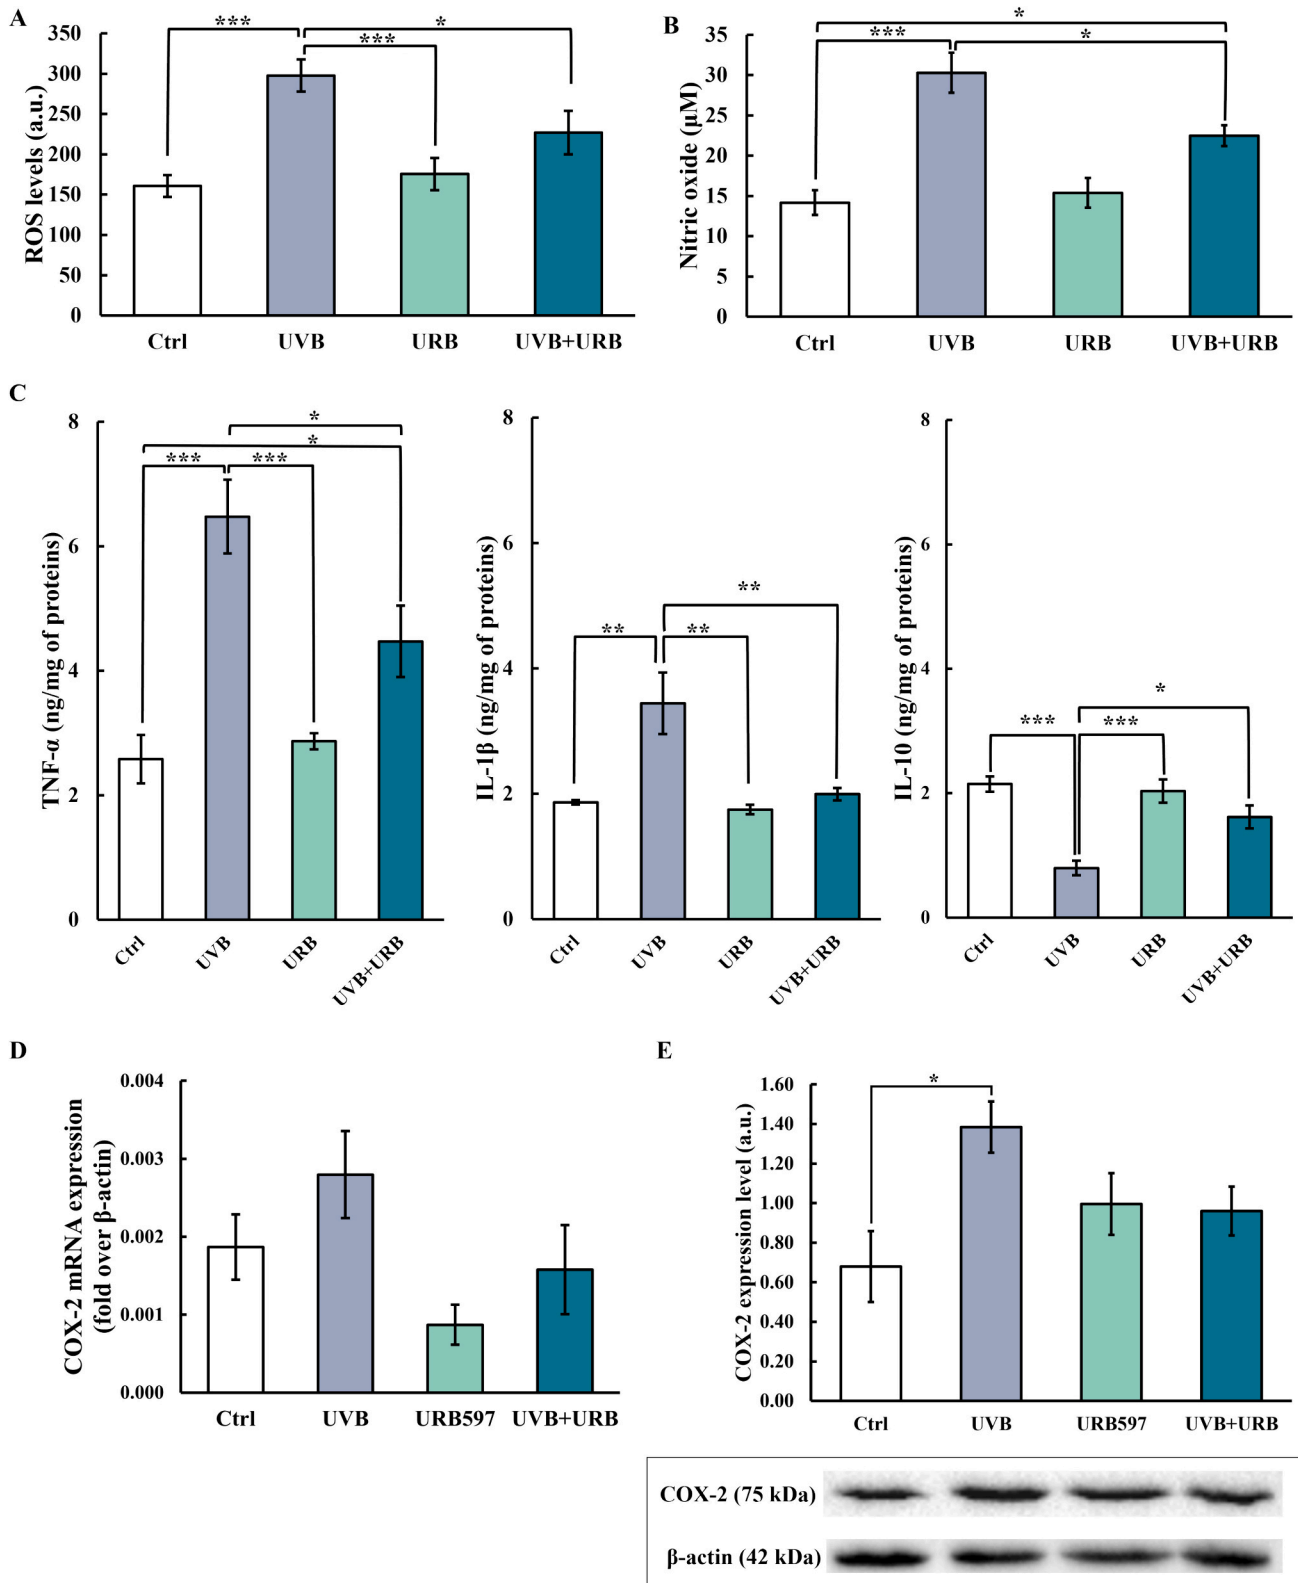 A
ROS levels (a.u.)
350
300
250
200
150
100
50
0
***
***
*
Ctrl
UVB
URB
UVB+URB
B
Nitric oxide (μM)
35
30
25
20
15
10
5
0
*
***
*
Ctrl
UVB
URB
UVB+URB
C
TNF-α (ng/mg of proteins)
8
6
4
2
0
*
*
***
***
Ctrl
UVB
URB
UVB+URB
IL-1β (ng/mg of proteins)
8
6
4
2
0
**
**
**
Ctrl
UVB
URB
UVB+URB
IL-10 (ng/mg of proteins)
8
6
4
2
0
*
***
***
Ctrl
UVB
URB
UVB+URB
D
COX-2 mRNA expression
(fold over β-actin)
0.004
0.003
0.002
0.001
0.000
Ctrl
UVB
URB597
UVB+URB
E
COX-2 expression level (a.u.)
1.60
1.40
1.20
1.00
0.80
0.60
0.40
0.20
0.00
*
Ctrl
UVB
URB597
UVB+URB
COX-2 (75 kDa)
β-actin (42 kDa)